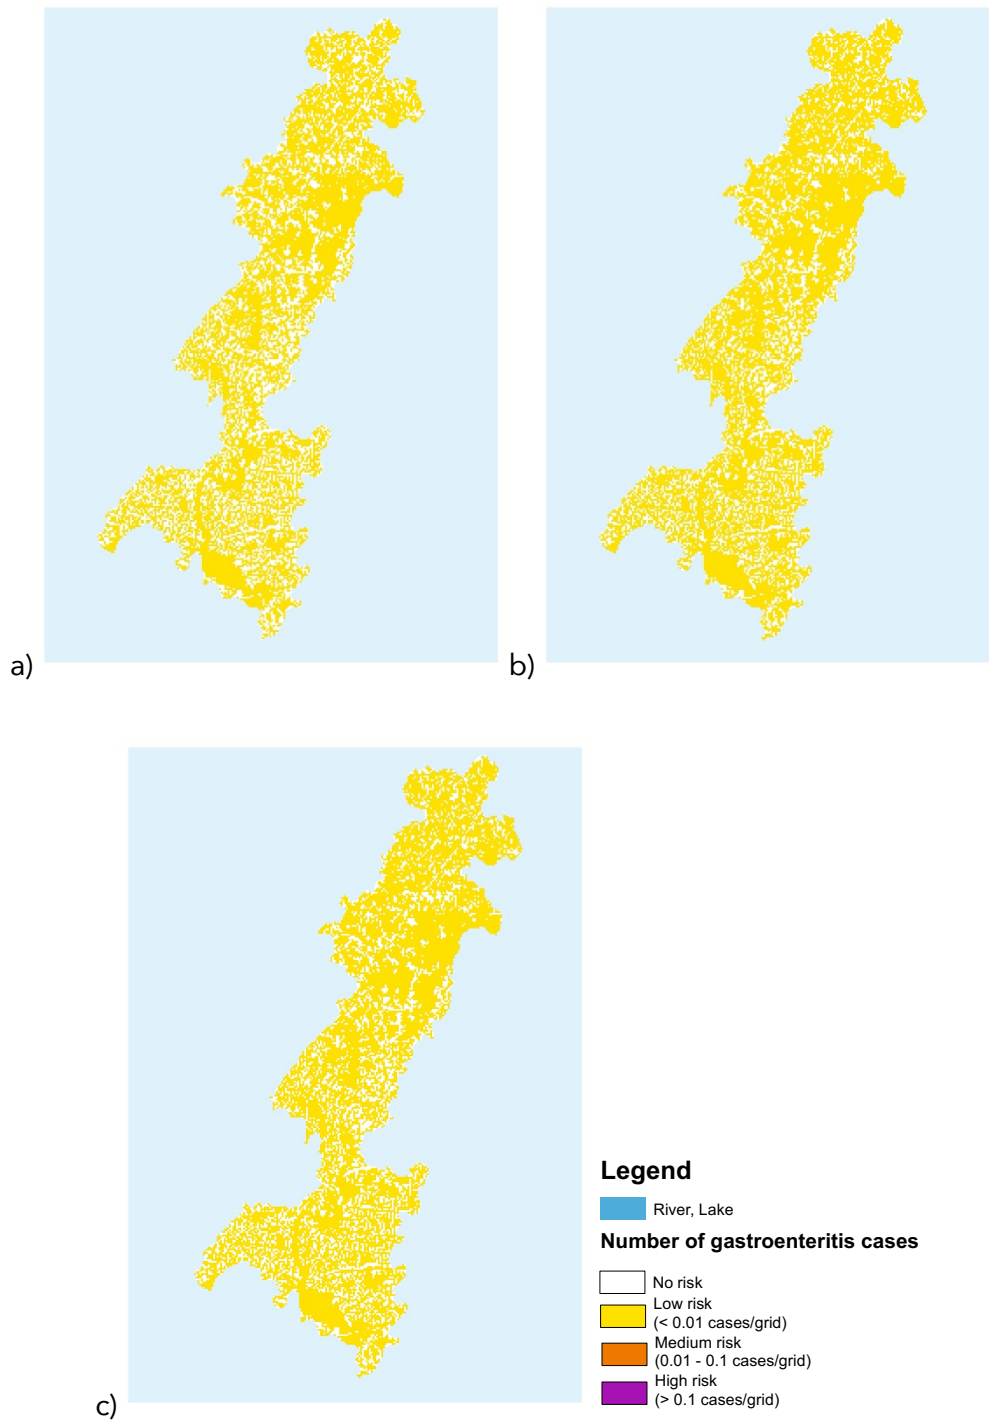 a)
b)
c)
Legend
River, Lake
Number of gastroenteritis cases
No risk
Low risk
(< 0.01 cases/grid)
Medium risk
(0.01 - 0.1 cases/grid)
High risk
(> 0.1 cases/grid)